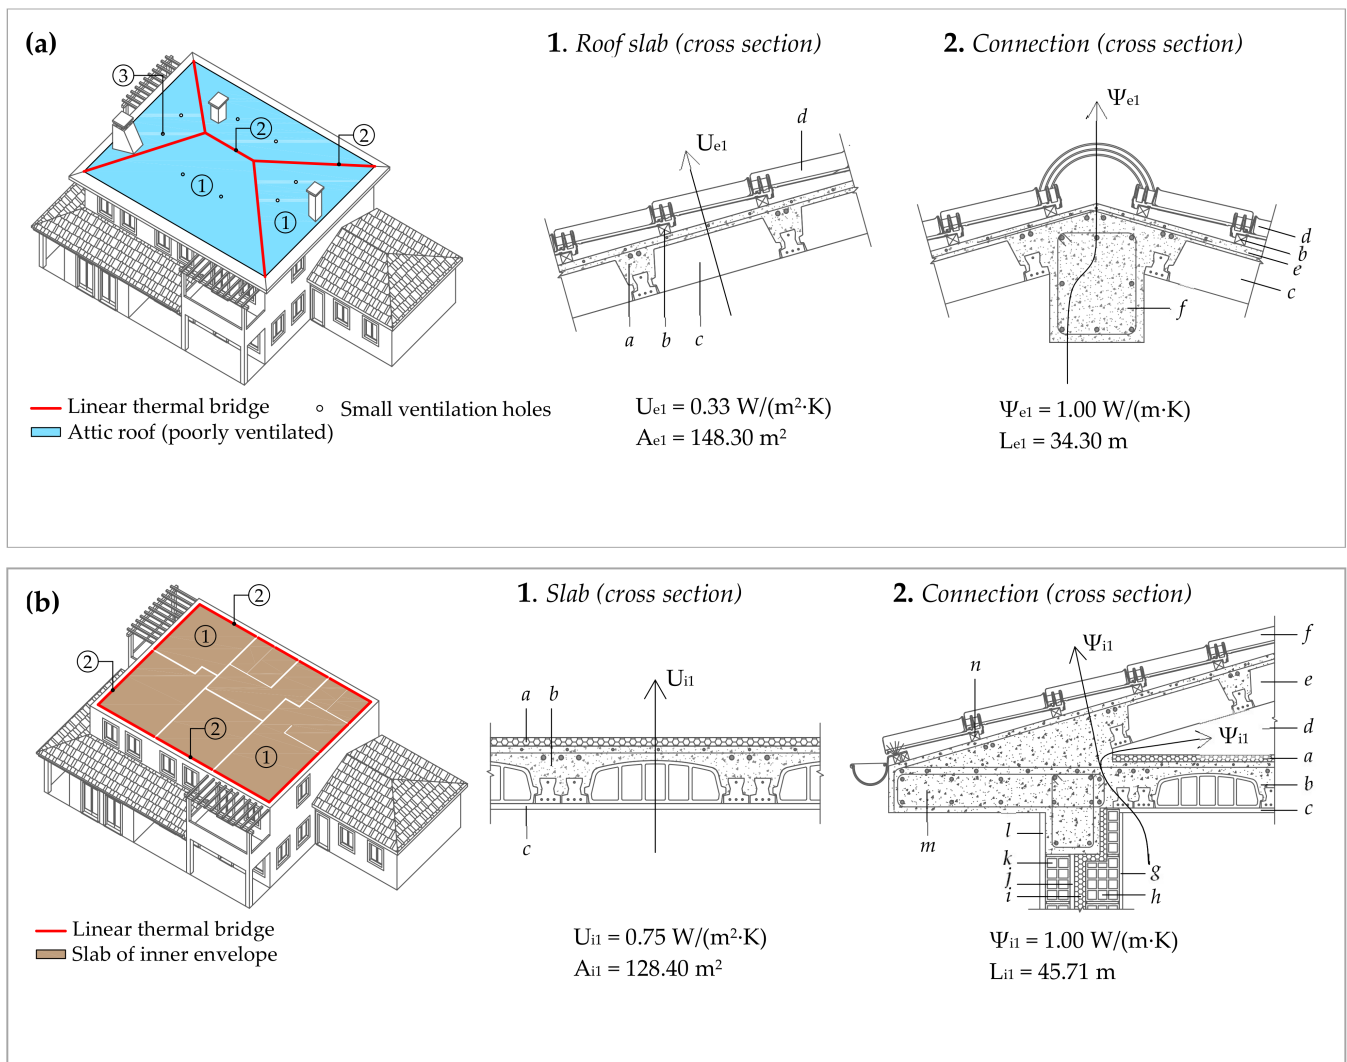 (a)
1. Roof slab (cross section)
2. Connection (cross section)
3
2
2
1
1
Ue1
d
a
b
c
Ψe1
d
b
e
c
f
Linear thermal bridge
Small ventilation holes
Attic roof (poorly ventilated)
Ue1 = 0.33 W/(m²·K)
Ae1 = 148.30 m²
Ψe1 = 1.00 W/(m·K)
Le1 = 34.30 m
(b)
1. Slab (cross section)
2. Connection (cross section)
2
1
2
2
1
Ui1
a
b
c
Ψi1
n
f
e
d
Ψi1
a
b
c
l
m
k
j
i
g
h
Linear thermal bridge
Slab of inner envelope
Ui1 = 0.75 W/(m²·K)
Ai1 = 128.40 m²
Ψi1 = 1.00 W/(m·K)
Li1 = 45.71 m